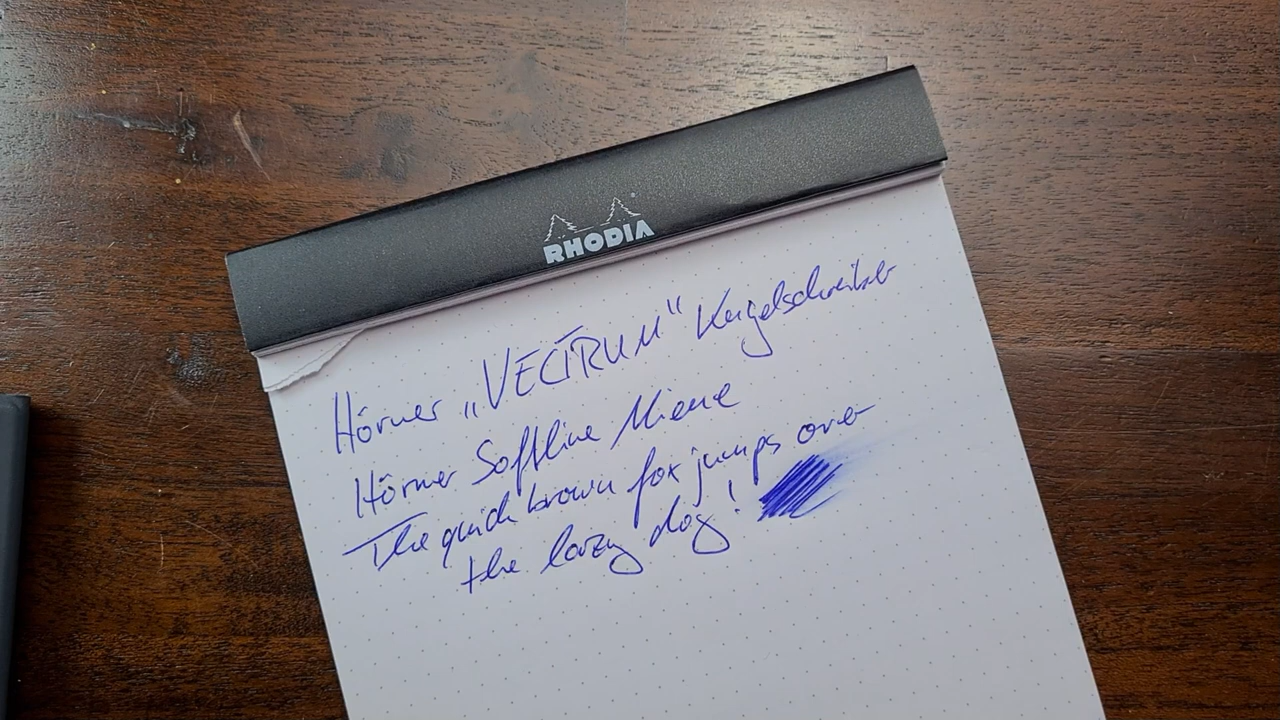 RHODIA
Hörner „VECTRUM“ Kugelschreiber
Hörner Softline Miene
The quick brown fox jumps over
the lazy dog!